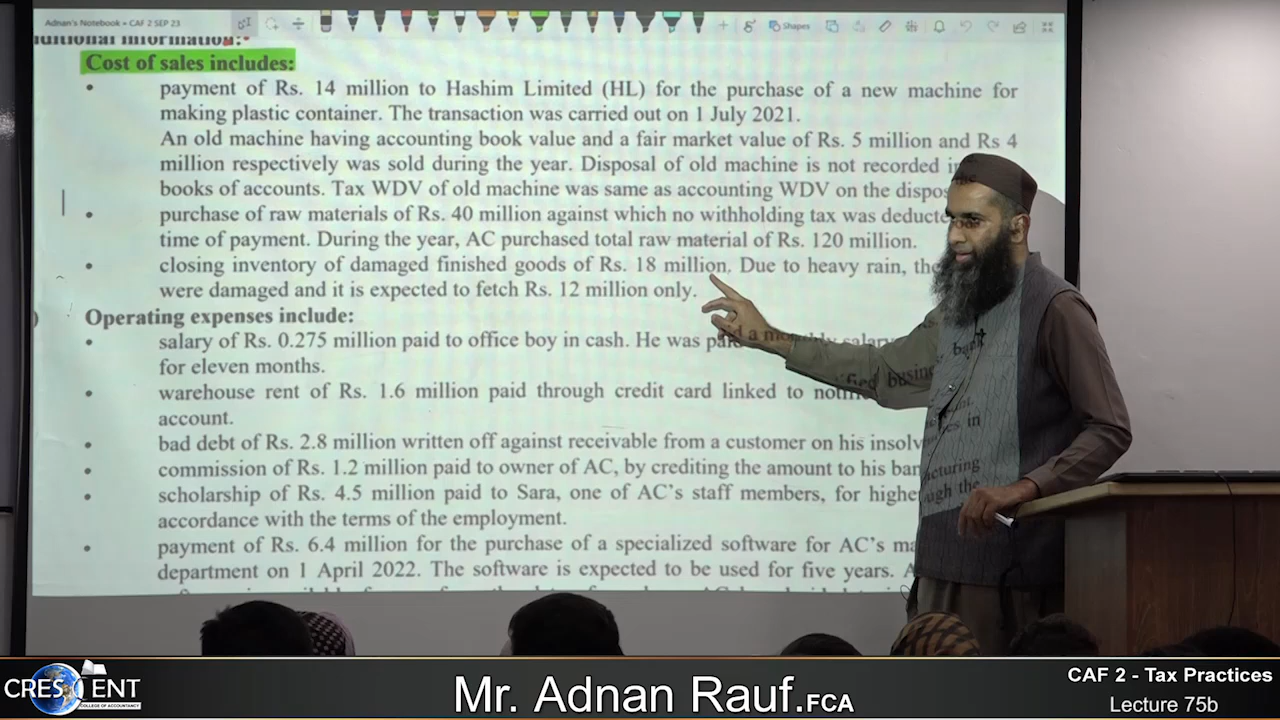 Adnan's Notebook » CAF 2 SEP 23
Shapes
ditional information:
Cost of sales includes:
• payment of Rs. 14 million to Hashim Limited (HL) for the purchase of a new machine for
making plastic container. The transaction was carried out on 1 July 2021.
An old machine having accounting book value and a fair market value of Rs. 5 million and Rs 4
million respectively was sold during the year. Disposal of old machine is not recorded in the
books of accounts. Tax WDV of old machine was same as accounting WDV on the dispos
• purchase of raw materials of Rs. 40 million against which no withholding tax was deducte
time of payment. During the year, AC purchased total raw material of Rs. 120 million.
• closing inventory of damaged finished goods of Rs. 18 million. Due to heavy rain, the
were damaged and it is expected to fetch Rs. 12 million only.
) Operating expenses include:
• salary of Rs. 0.275 million paid to office boy in cash. He was paid a monthly salary
for eleven months.
• warehouse rent of Rs. 1.6 million paid through credit card linked to notified business bank
account.
• bad debt of Rs. 2.8 million written off against receivable from a customer on his insolv
• commission of Rs. 1.2 million paid to owner of AC, by crediting the amount to his ban
• scholarship of Rs. 4.5 million paid to Sara, one of AC's staff members, for highe
accordance with the terms of the employment.
• payment of Rs. 6.4 million for the purchase of a specialized software for AC's ma
department on 1 April 2022. The software is expected to be used for five years. A
CRESCENT
COLLEGE OF ACCOUNTANCY
Mr. Adnan Rauf.FCA
CAF 2 - Tax Practices
Lecture 75b